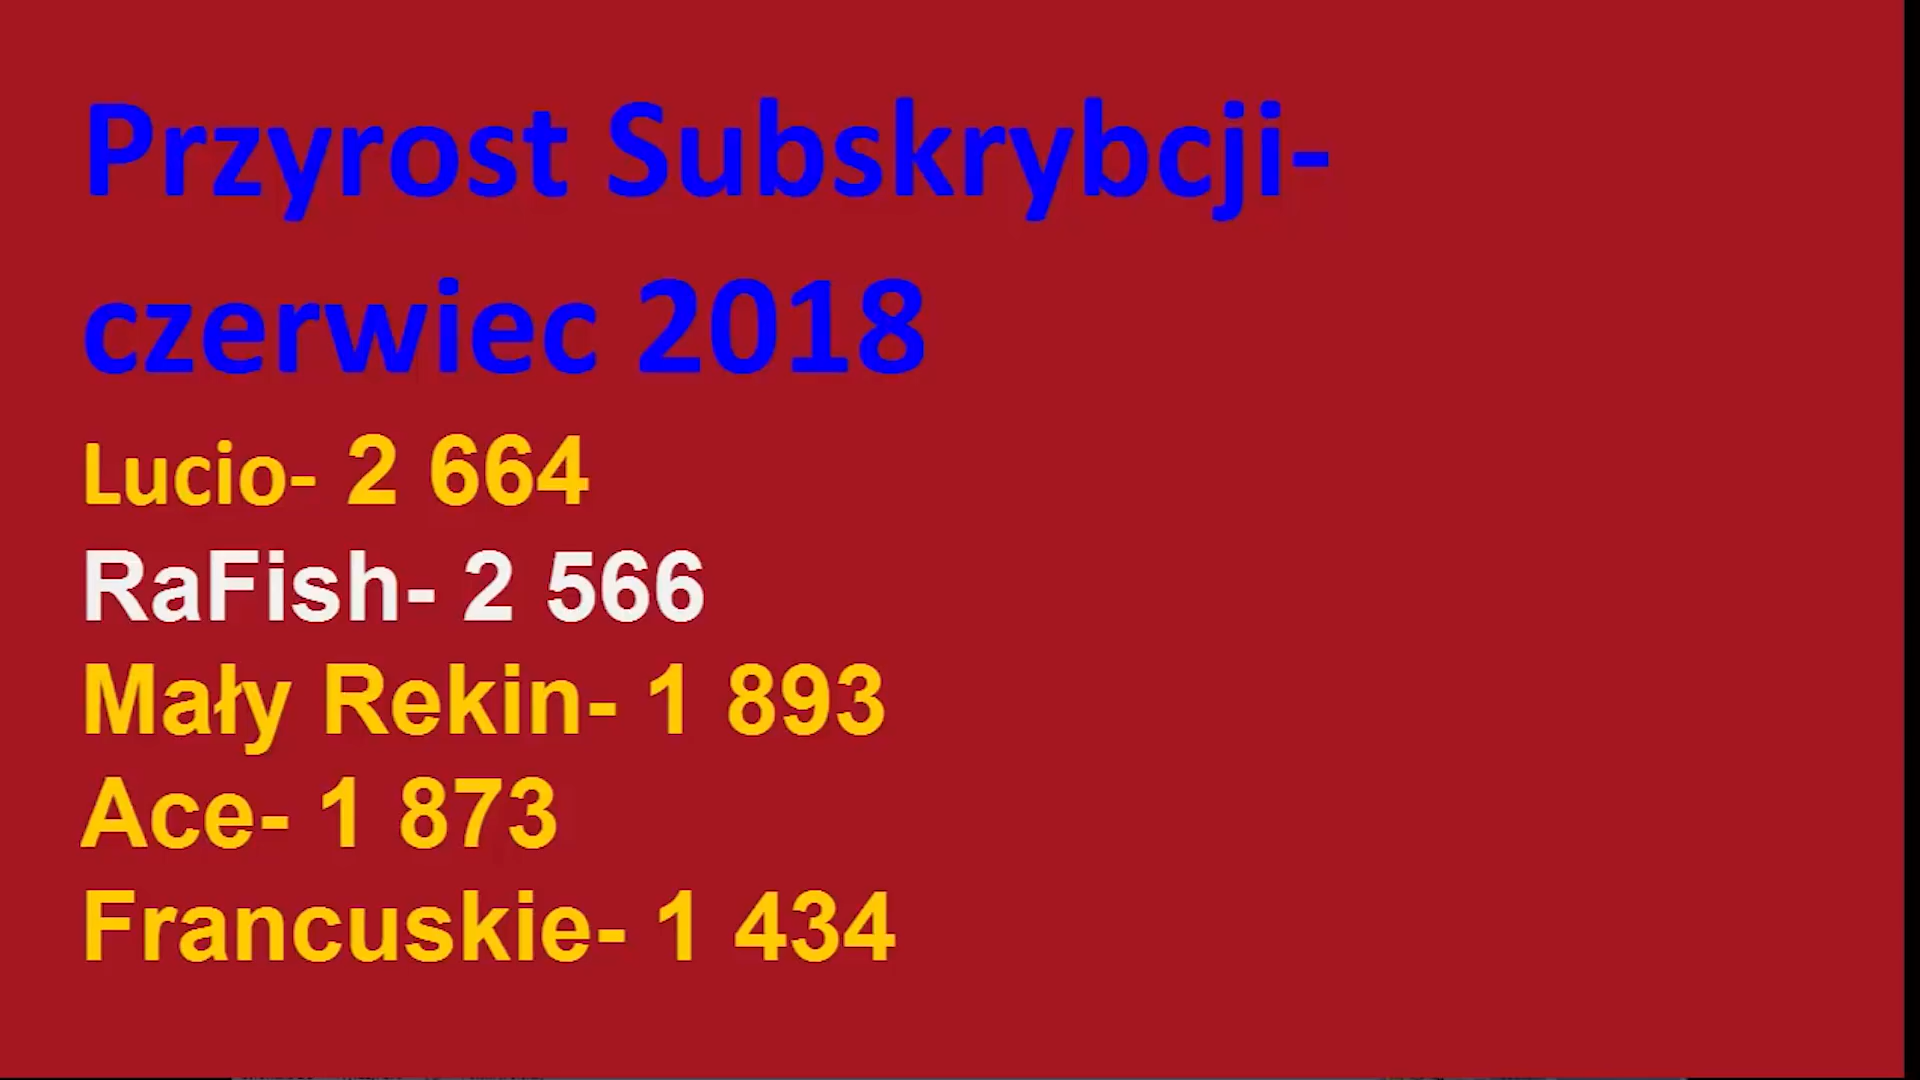 Przyrost Subskrybcji-
czerwiec 2018
Lucio- 2 664
RaFish- 2 566
Mały Rekin- 1 893
Ace- 1 873
Francuskie- 1 434